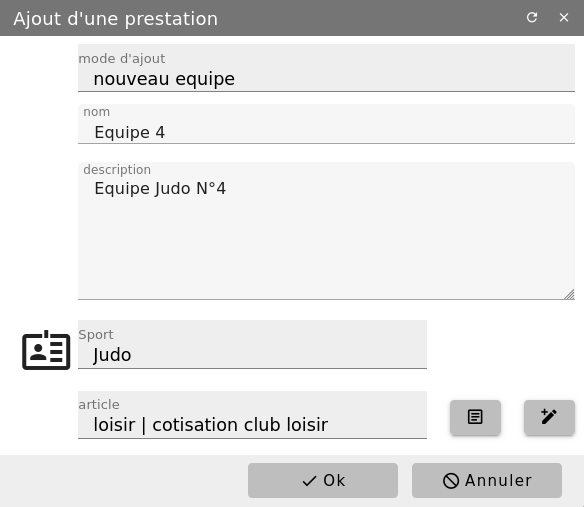 Ajout d'une prestation
mode d'ajout
nouveau equipe
nom
Equipe 4
description
Equipe Judo N°4
Sport
Judo
article
loisir | cotisation club loisir
Ok
Annuler